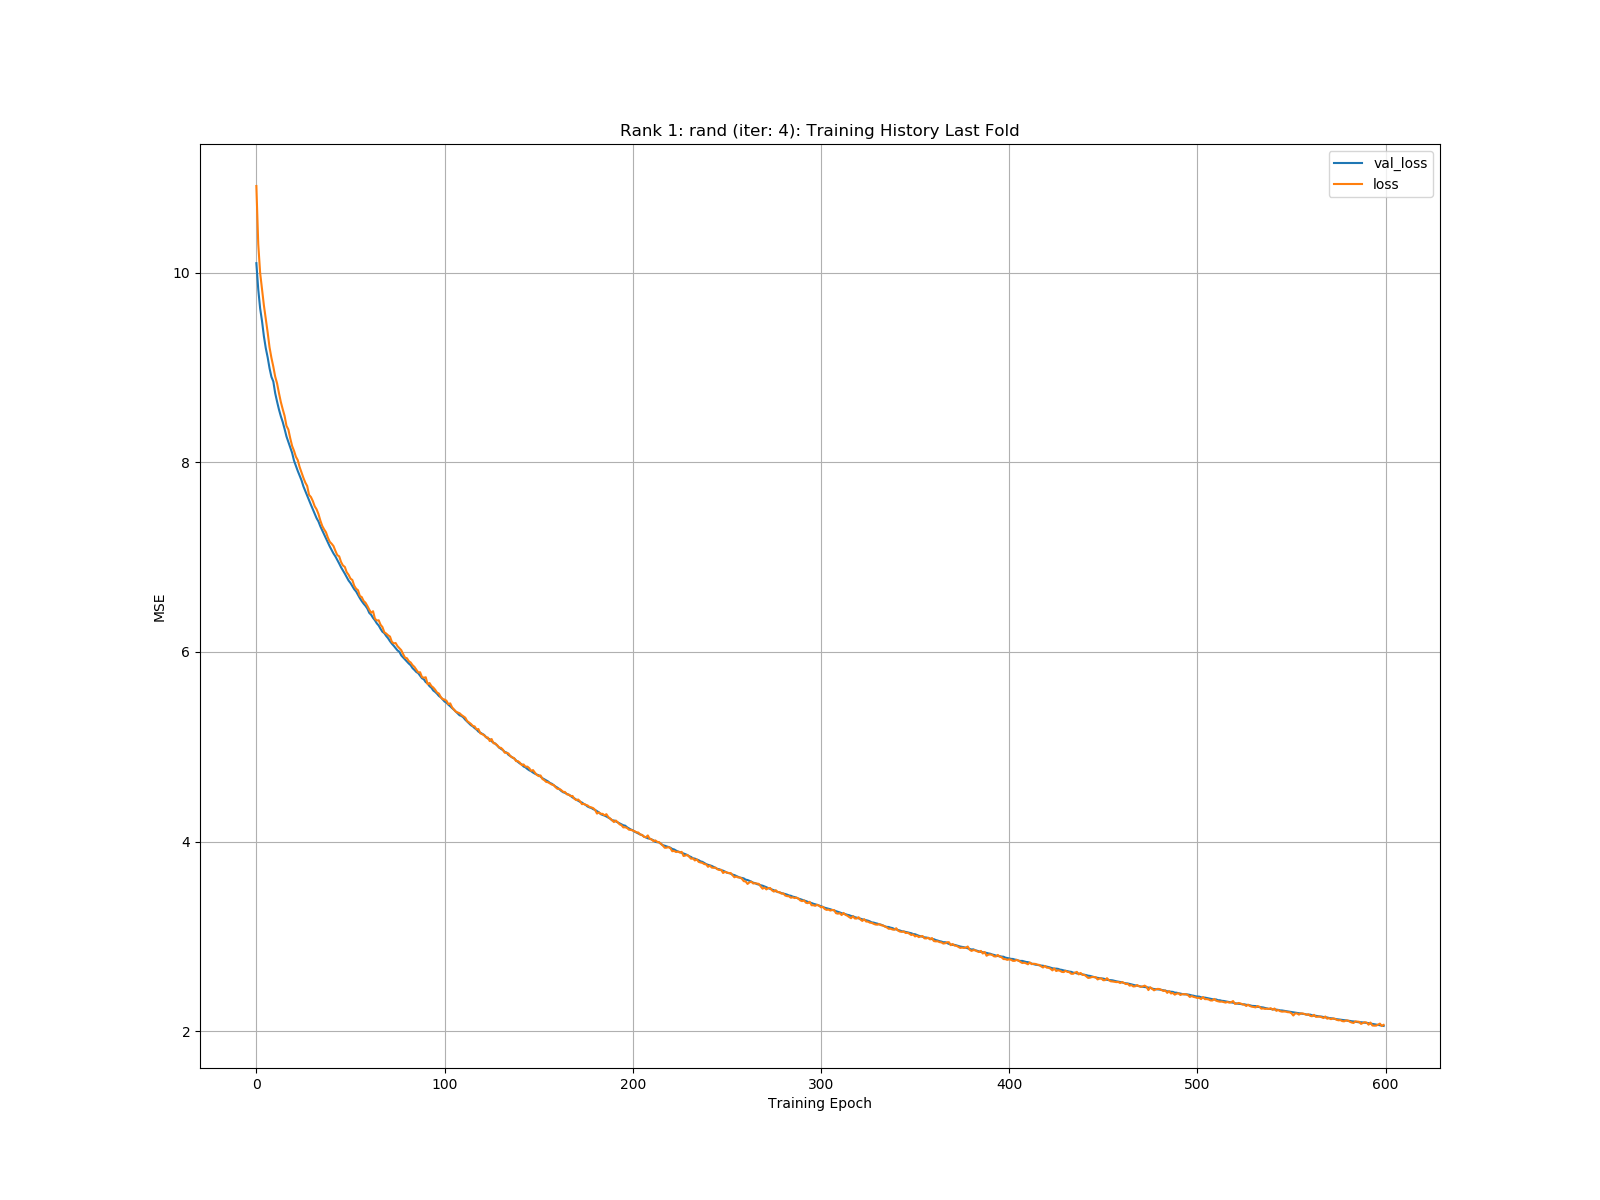 Rank 1: rand (iter: 4): Training History Last Fold
val_loss
loss
MSE
10
8
6
4
2
0 100 200 300 400 500 600
Training Epoch